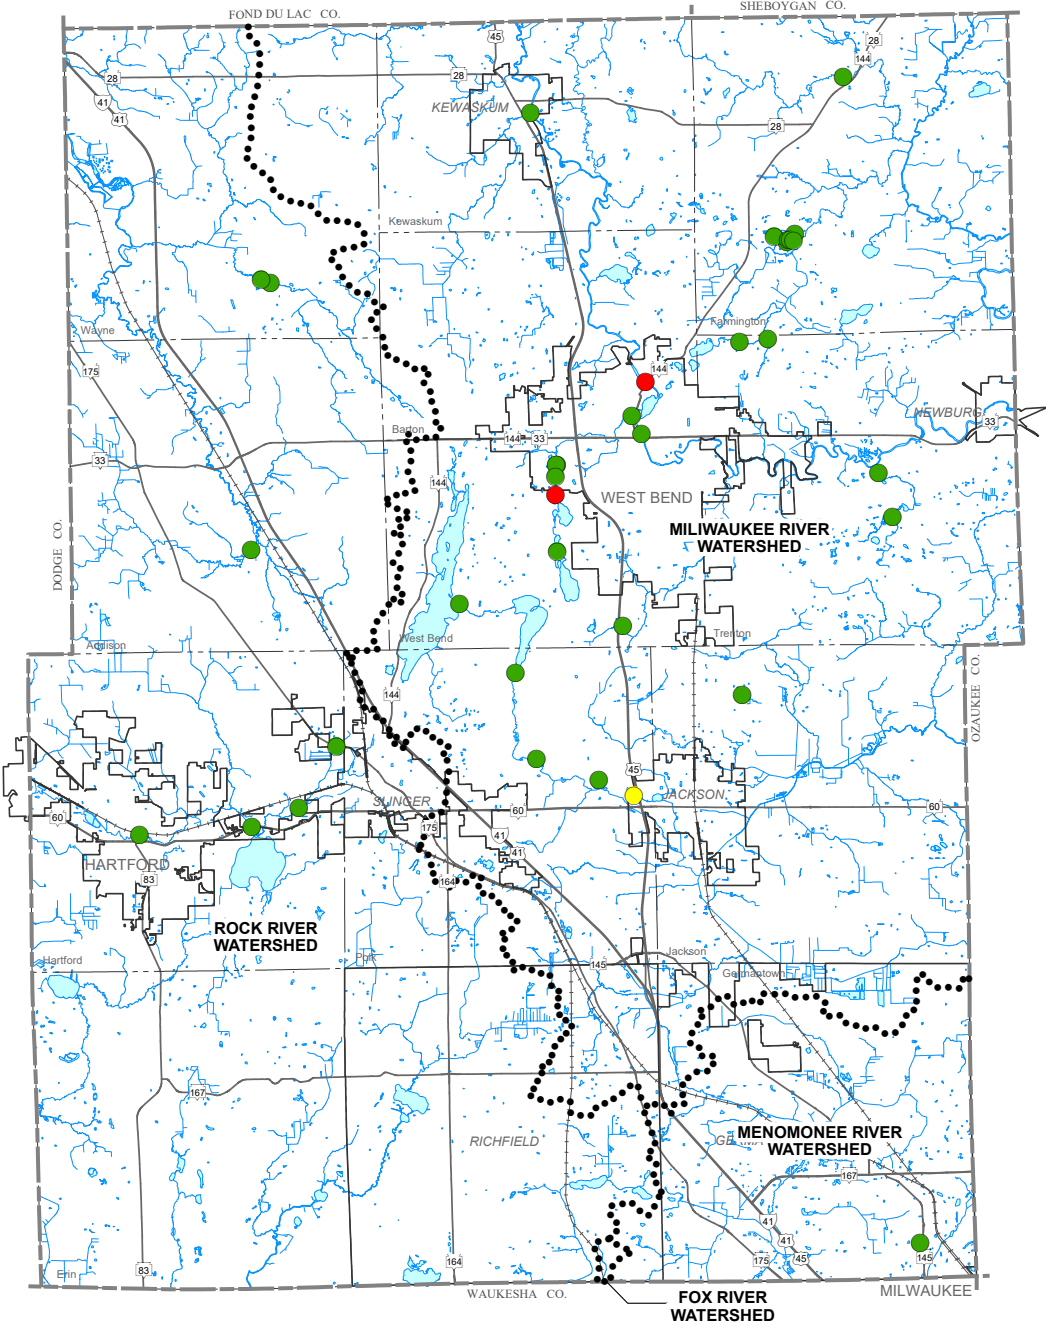 FOND DU LAC CO.
SHEBOYGAN CO.
45
28
144
28
28
41
41
KEWASKUM
28
Kewaskum
Wayne
Farmington
175
144
NEWBURG
33
Barton
144
33
33
144
WEST BEND
MILIWAUKEE RIVER
WATERSHED
DODGE CO.
Addison
West Bend
Trenton
OZAUKEE CO.
144
45
JACKSON
SLINGER
60
60
60
175
41
41
HARTFORD
83
164
ROCK RIVER
WATERSHED
Hartford
Polk
Jackson
145
Germantown
167
RICHFIELD
GERMA
MENOMONEE RIVER
WATERSHED
167
41
41
45
175
145
164
83
Erin
WAUKESHA CO.
MILWAUKEE
FOX RIVER
WATERSHED